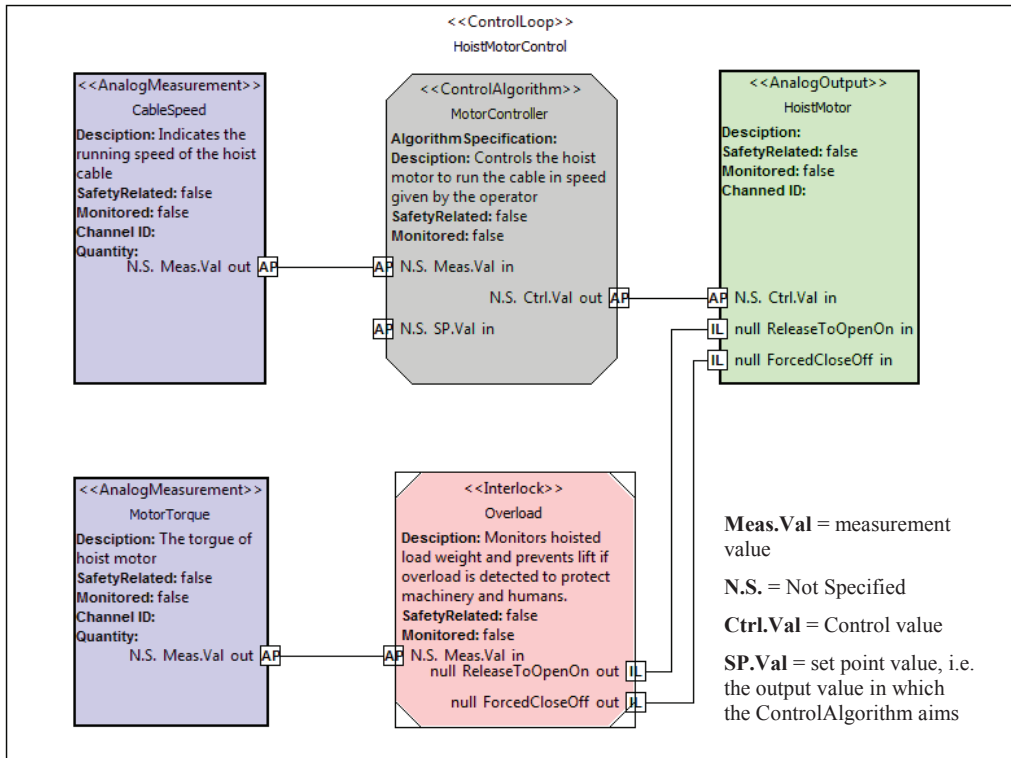 <<ControlLoop>>
HoistMotorControl
<<AnalogMeasurement>>
CableSpeed
Desciption: Indicates the
running speed of the hoist
cable
SafetyRelated: false
Monitored: false
Channel ID:
Quantity:
N.S. Meas.Val out AP
<<ControlAlgorithm>>
MotorController
AlgorithmSpecification:
Desciption: Controls the hoist
motor to run the cable in speed
given by the operator
SafetyRelated: false
Monitored: false
AP N.S. Meas.Val in
N.S. Ctrl.Val out AP
AP N.S. SP.Val in
<<AnalogOutput>>
HoistMotor
Desciption:
SafetyRelated: false
Monitored: false
Channed ID:
AP N.S. Ctrl.Val in
IL null ReleaseToOpenOn in
IL null ForcedCloseOff in
<<AnalogMeasurement>>
MotorTorque
Desciption: The torgue of
hoist motor
SafetyRelated: false
Monitored: false
Channel ID:
Quantity:
N.S. Meas.Val out AP
<<Interlock>>
Overload
Desciption: Monitors hoisted
load weight and prevents lift if
overload is detected to protect
machinery and humans.
SafetyRelated: false
Monitored: false
AP N.S. Meas.Val in
null ReleaseToOpenOn out IL
null ForcedCloseOff out IL
Meas.Val = measurement
value
N.S. = Not Specified
Ctrl.Val = Control value
SP.Val = set point value, i.e.
the output value in which
the ControlAlgorithm aims